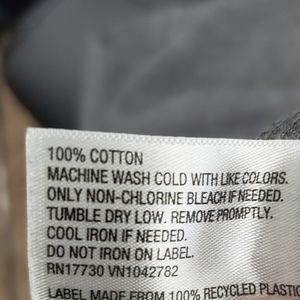 100% COTTON
MACHINE WASH COLD WITH LIKE COLORS.
ONLY NON-CHLORINE BLEACH IF NEEDED.
TUMBLE DRY LOW. REMOVE PROMPTLY.
COOL IRON IF NEEDED.
DO NOT IRON ON LABEL.
RN17730 VN1042782
LABEL MADE FROM 100% RECYCLED PLASTIC